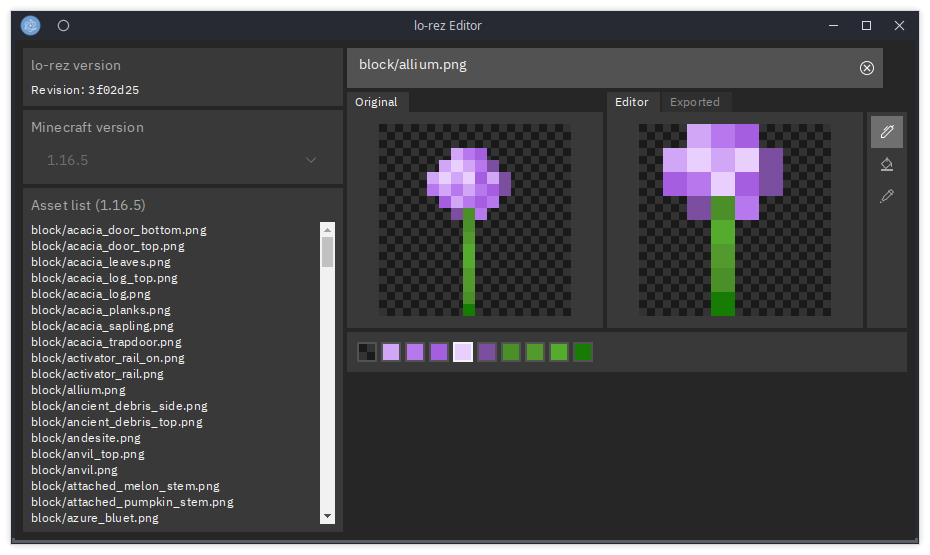 lo-rez Editor
lo-rez version
Revision: 3f02d25
Minecraft version
1.16.5
Asset list (1.16.5)
block/acacia_door_bottom.png
block/acacia_door_top.png
block/acacia_leaves.png
block/acacia_log_top.png
block/acacia_log.png
block/acacia_planks.png
block/acacia_sapling.png
block/acacia_trapdoor.png
block/activator_rail_on.png
block/activator_rail.png
block/allium.png
block/ancient_debris_side.png
block/ancient_debris_top.png
block/andesite.png
block/anvil_top.png
block/anvil.png
block/attached_melon_stem.png
block/attached_pumpkin_stem.png
block/azure_bluet.png
block/allium.png
Original
Editor Exported